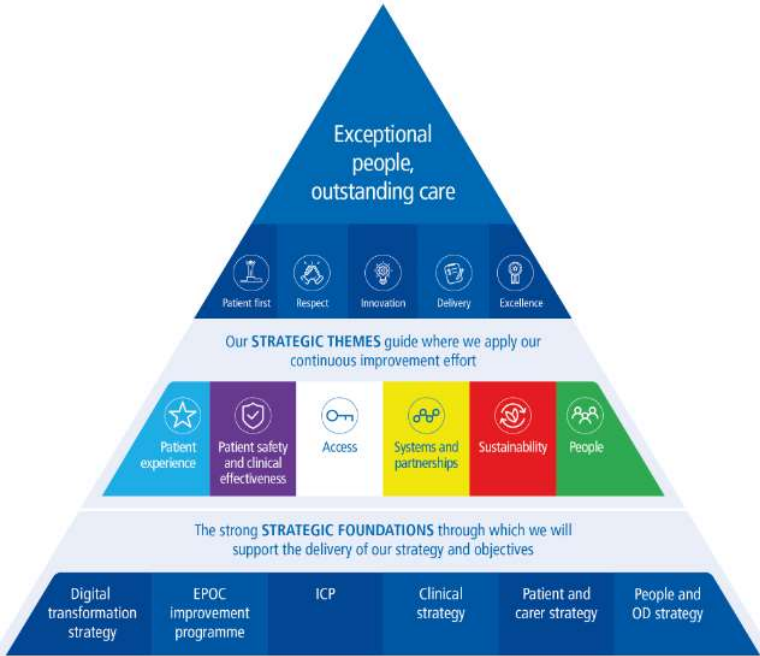 Exceptional
people,
outstanding care
Patient first
Respect
Innovation
Delivery
Excellence
Our STRATEGIC THEMES guide where we apply our
continuous improvement effort
Patient
experience
Patient safety
and clinical
effectiveness
Access
Systems and
partnerships
Sustainability
People
The strong STRATEGIC FOUNDATIONS through which we will
support the delivery of our strategy and objectives
Digital
transformation
strategy
EPOC
improvement
programme
ICP
Clinical
strategy
Patient and
carer strategy
People and
OD strategy